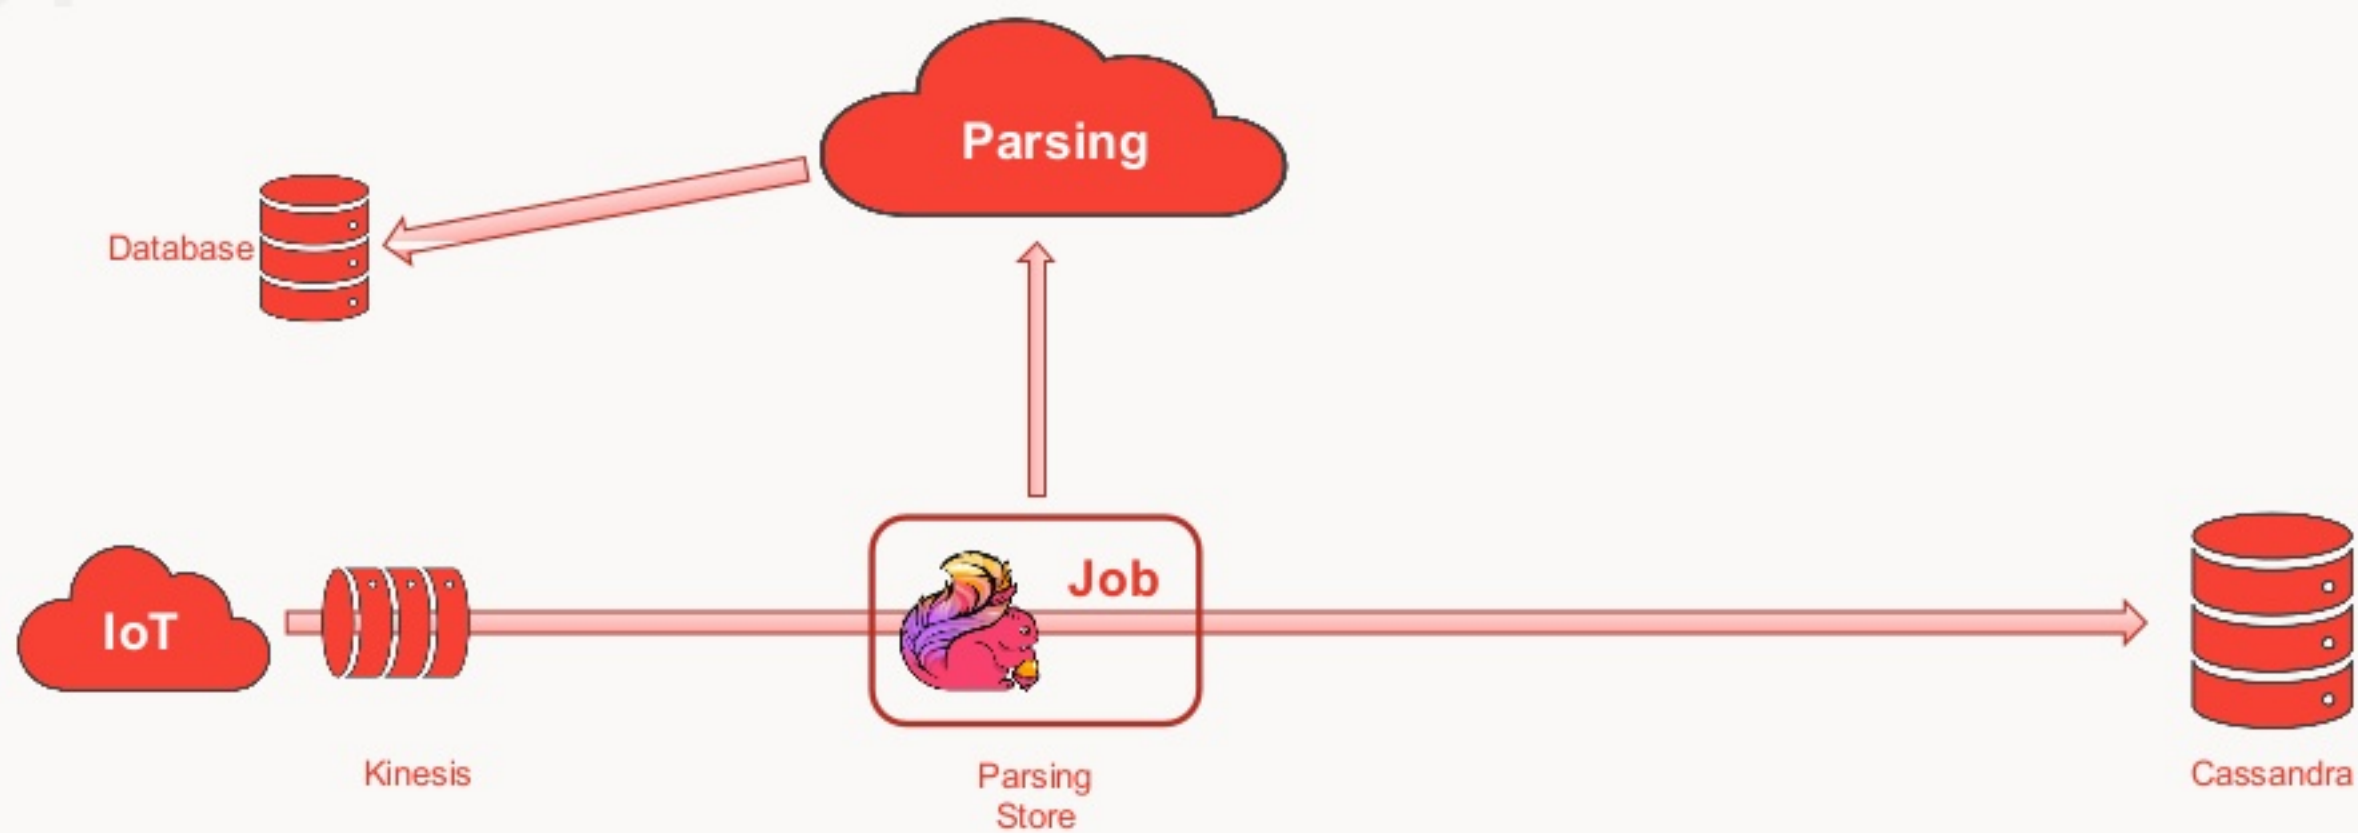 Parsing
Database
Job
IoT
Kinesis
Parsing
Store
Cassandra